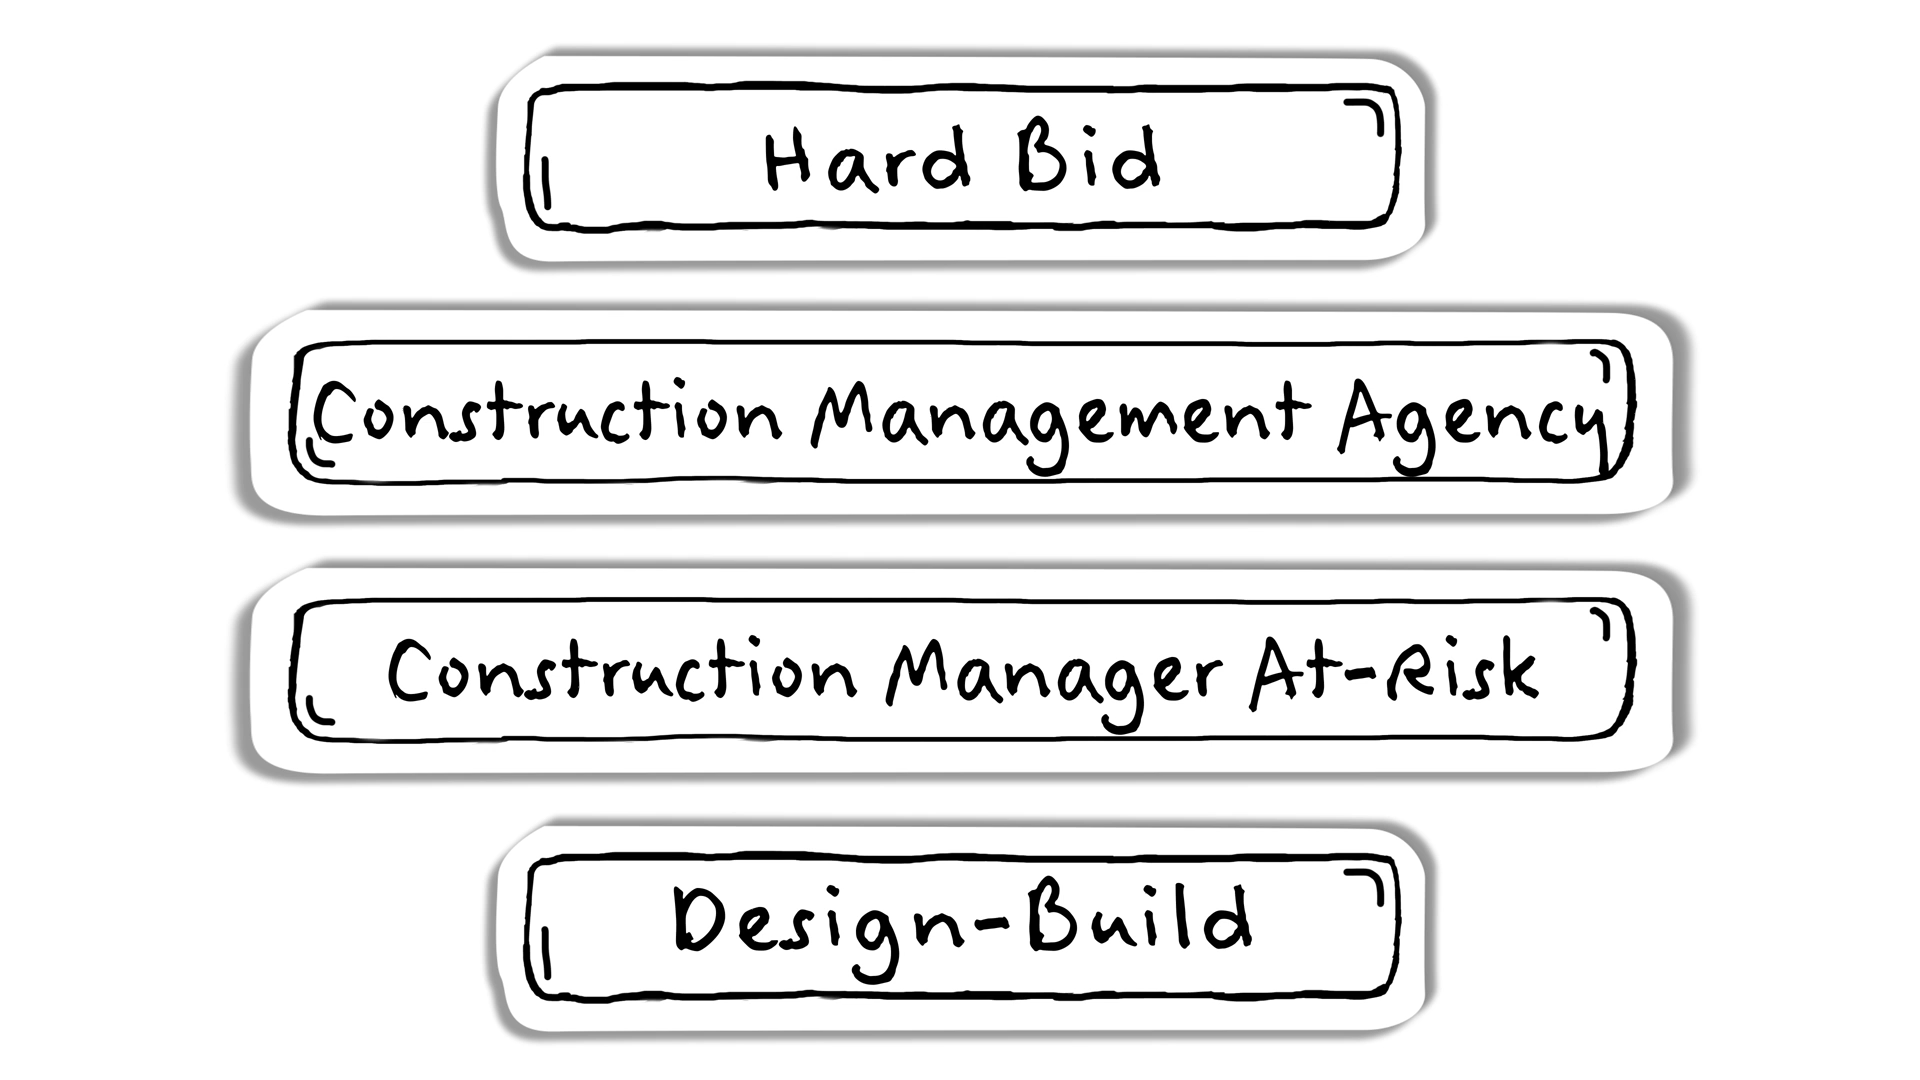 Hard Bid
Construction Management Agency
Construction Manager At-Risk
Design-Build